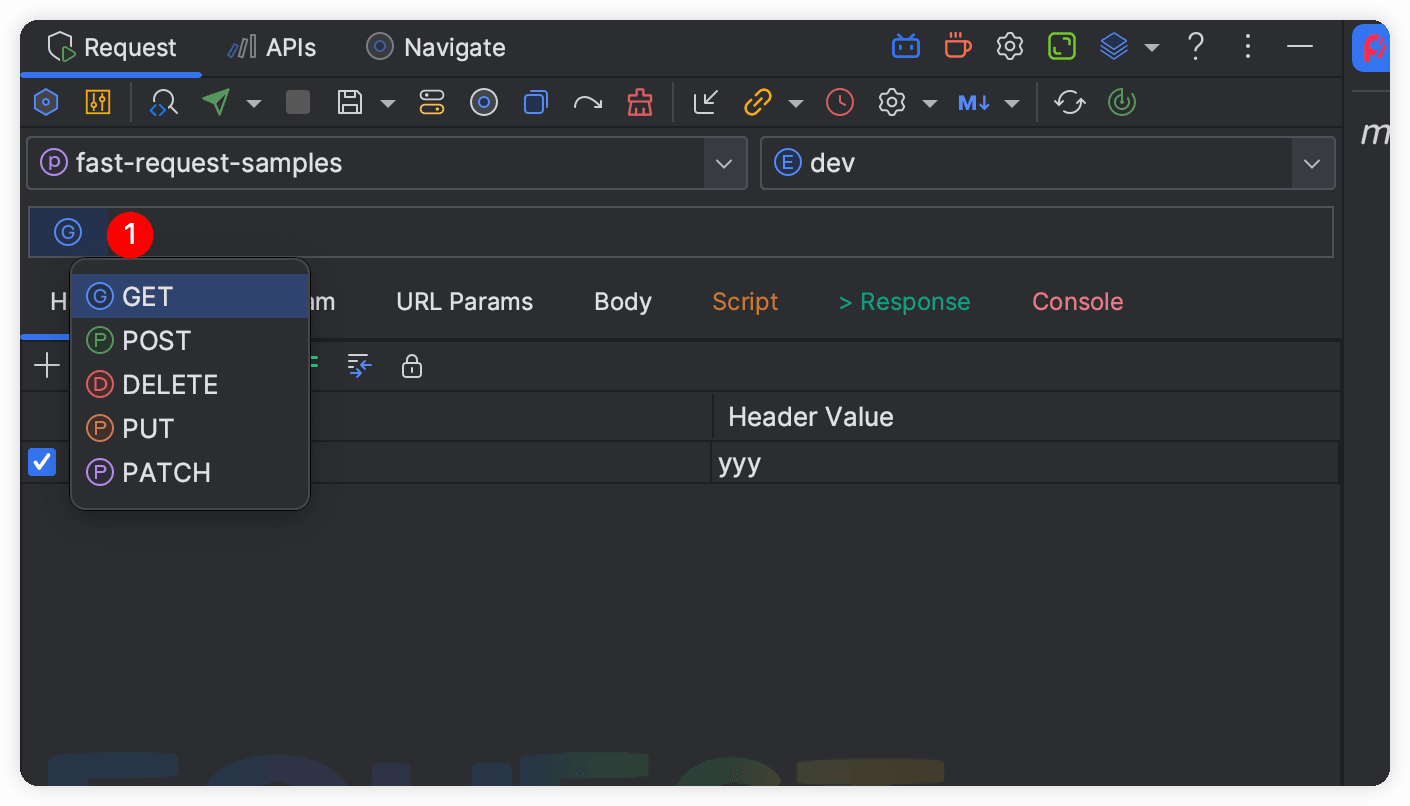 Request APIs Navigate
M↓
m
P fast-request-samples E dev
G 1
G GET
H am URL Params Body Script > Response Console
P POST
D DELETE
Header Value
P PUT
P PATCH
yyy